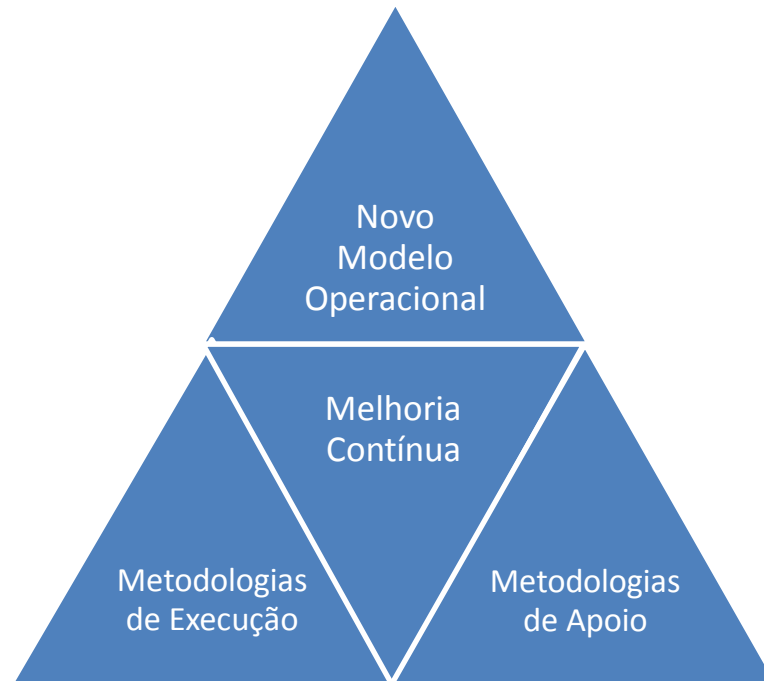 Novo
Modelo
Operacional
Melhoria
Contínua
Metodologias
de Execução
Metodologias
de Apoio